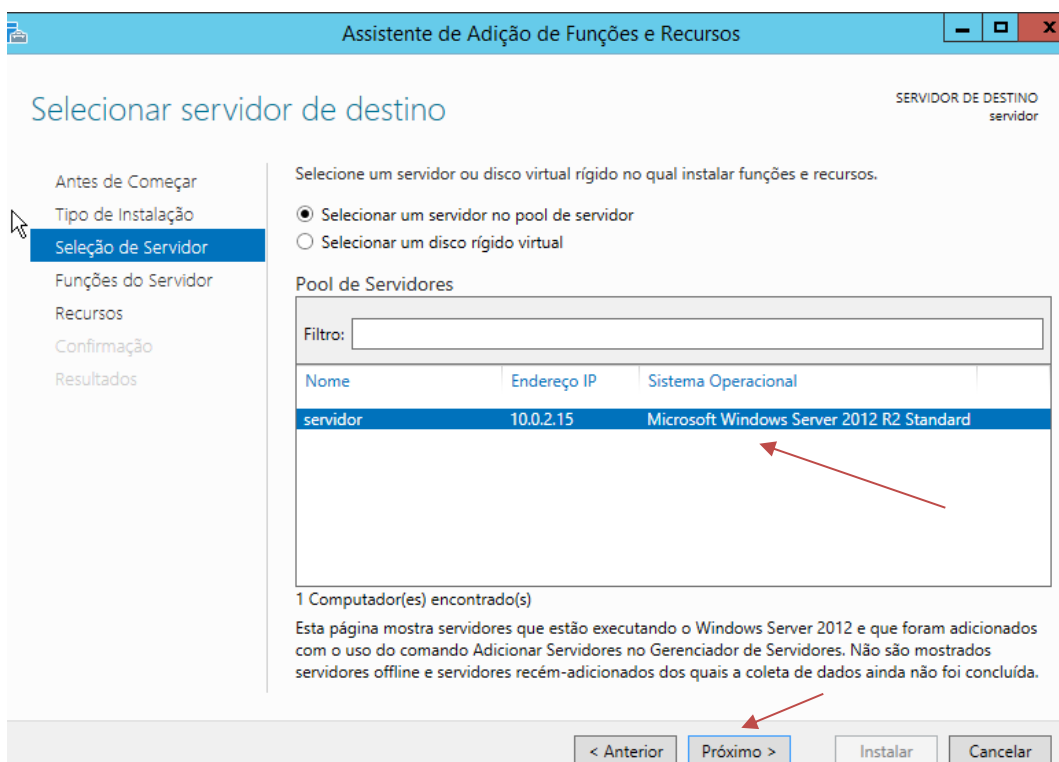 Assistente de Adição de Funções e Recursos
Selecionar servidor de destino
SERVIDOR DE DESTINO
servidor
Antes de Começar
Tipo de Instalação
Seleção de Servidor
Funções do Servidor
Recursos
Confirmação
Resultados
Selecione um servidor ou disco virtual rígido no qual instalar funções e recursos.
Selecionar um servidor no pool de servidor
Selecionar um disco rígido virtual
Pool de Servidores
Filtro:
Nome Endereço IP Sistema Operacional
servidor 10.0.2.15 Microsoft Windows Server 2012 R2 Standard
1 Computador(es) encontrado(s)
Esta página mostra servidores que estão executando o Windows Server 2012 e que foram adicionados
com o uso do comando Adicionar Servidores no Gerenciador de Servidores. Não são mostrados
servidores offline e servidores recém-adicionados dos quais a coleta de dados ainda não foi concluída.
< Anterior Próximo > Instalar Cancelar